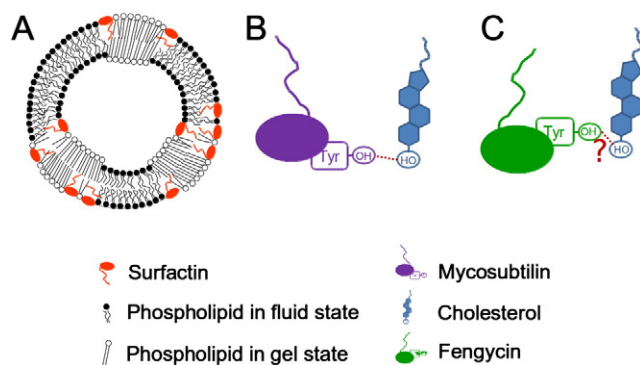 A
B
C
Tyr
OH
HO
Tyr
OH
?
HO
Surfactin
Phospholipid in fluid state
Phospholipid in gel state
Mycosubtilin
Cholesterol
Fengycin